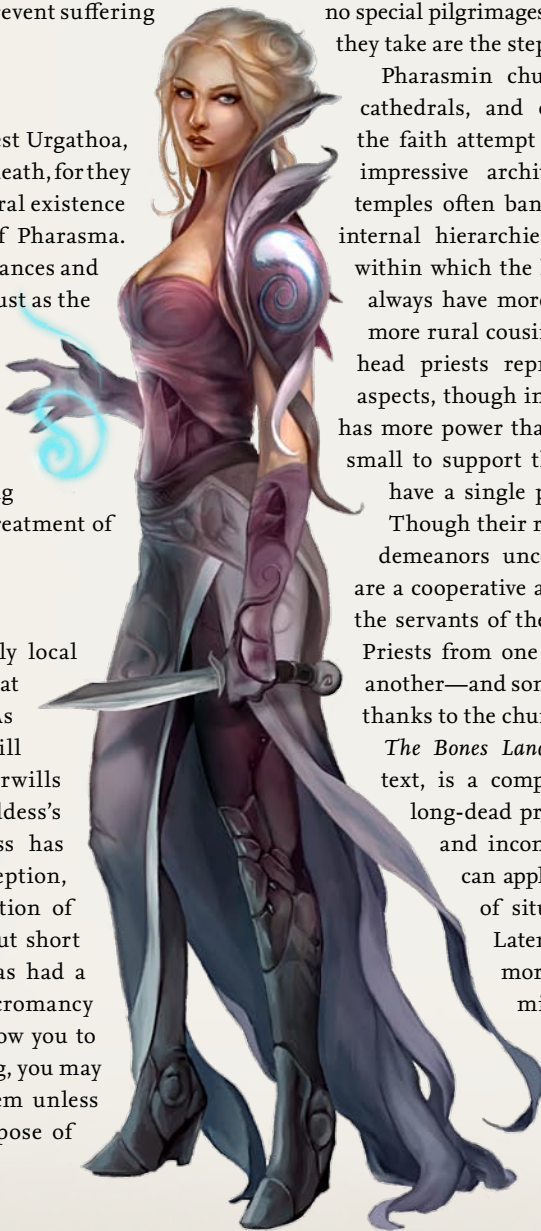 revent suffering
est Urgathoa,
eath, for they
ral existence
f Pharasma.
ances and
ust as the
g
reatment of
ly local
at
As
ill
rwills
ldess's
ss has
eption,
tion of
ut short
as had a
cromancy
ow you to
g, you may
em unless
pose of
no special pilgrimages
they take are the step
Pharasmin chu
cathedrals, and
the faith attempt
impressive archi
temples often ban
internal hierarchie
within which the
always have more
more rural cousin
head priests repr
aspects, though in
has more power tha
small to support th
have a single p
Though their r
demeanors unco
are a cooperative a
the servants of the
Priests from one
another—and som
thanks to the chur
The Bones Land
text, is a comp
long-dead pr
and incon
can appl
of situ
Later
mor
mi